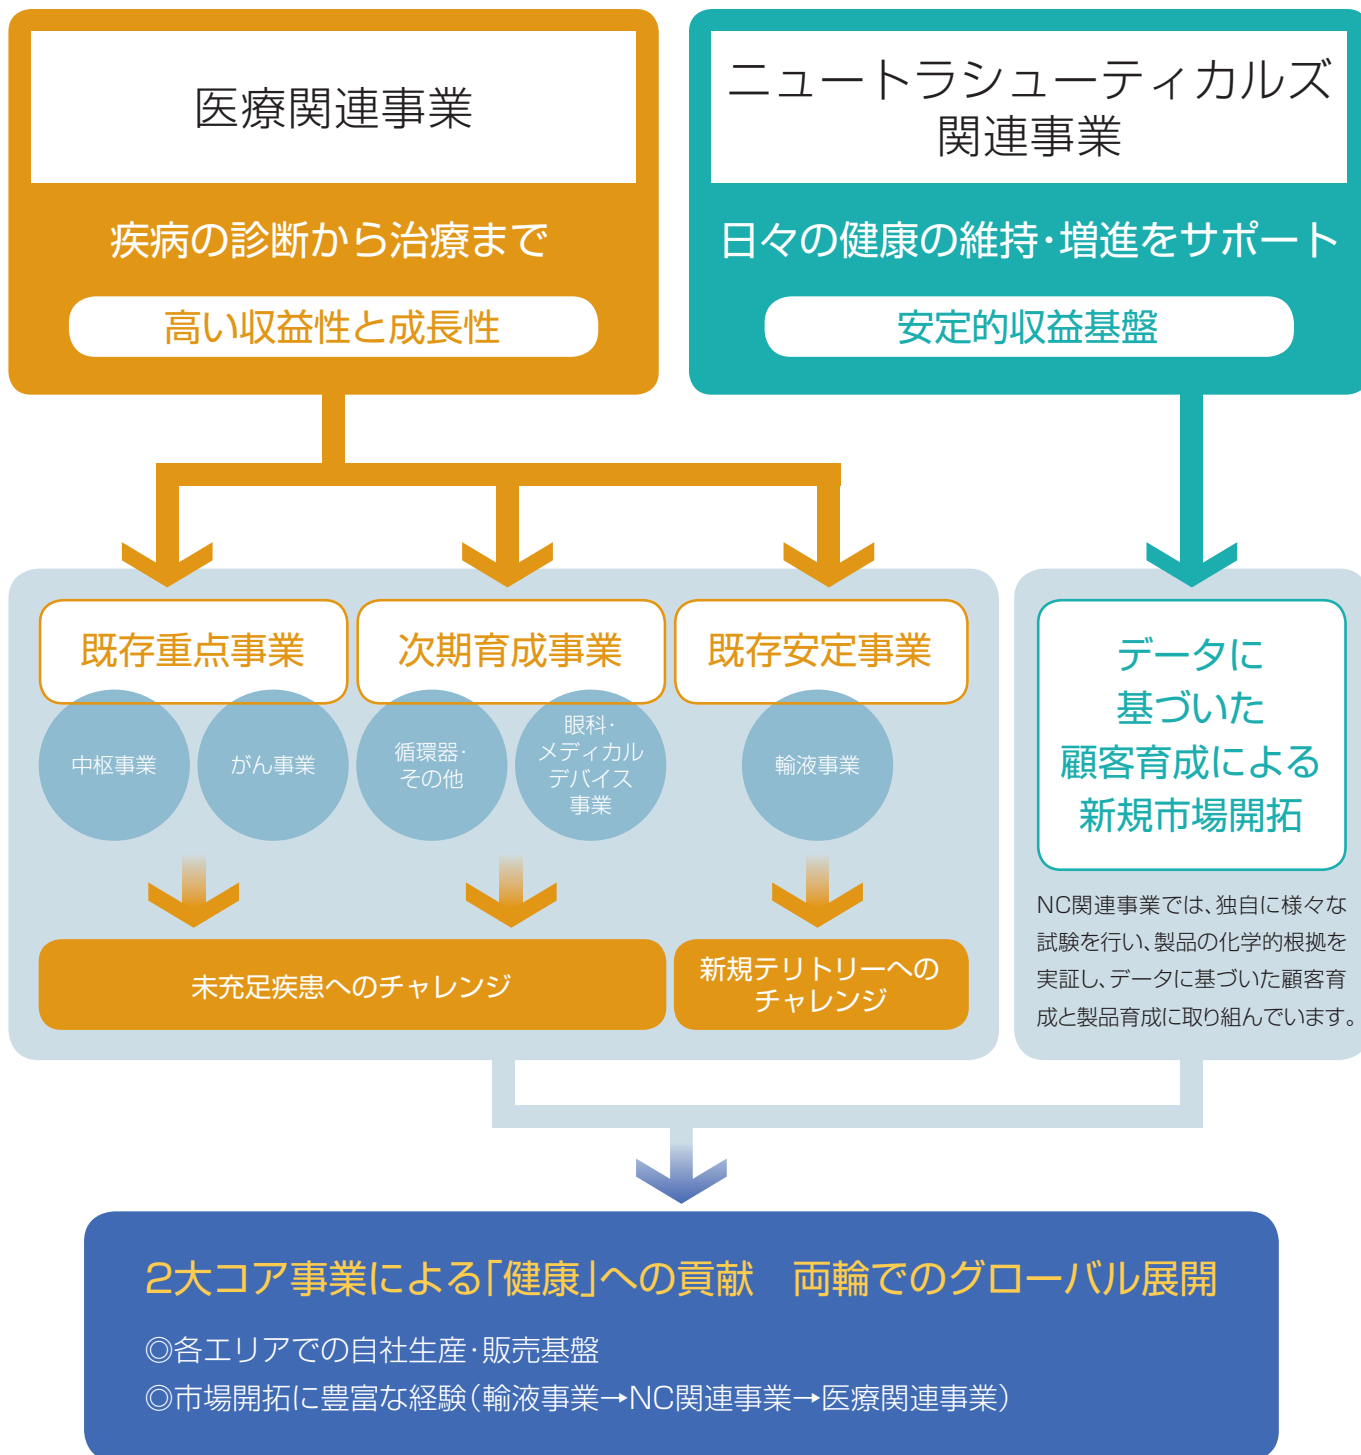 医療関連事業
疾病の診断から治療まで
高い収益性と成長性
ニュートラシューティカルズ
関連事業
日々の健康の維持・増進をサポート
安定的収益基盤
既存重点事業
中枢事業
がん事業
次期育成事業
循環器・
その他
眼科・
メディカル
デバイス
事業
既存安定事業
輸液事業
未充足疾患へのチャレンジ
新規テリトリーへの
チャレンジ
データに
基づいた
顧客育成による
新規市場開拓
NC関連事業では、独自に様々な
試験を行い、製品の化学的根拠を
実証し、データに基づいた顧客育
成と製品育成に取り組んでいます。
2大コア事業による「健康」への貢献　両輪でのグローバル展開
◎各エリアでの自社生産・販売基盤
◎市場開拓に豊富な経験（輸液事業→NC関連事業→医療関連事業）